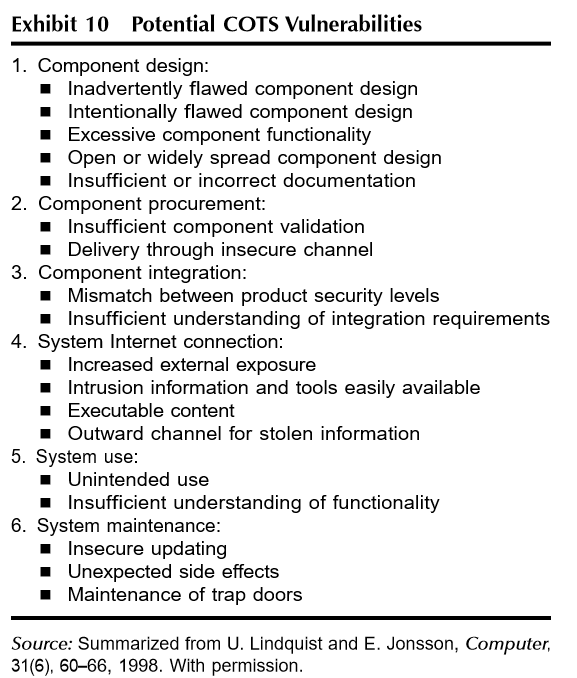 Exhibit 10 Potential COTS Vulnerabilities
1. Component design:
■ Inadvertently flawed component design
■ Intentionally flawed component design
■ Excessive component functionality
■ Open or widely spread component design
■ Insufficient or incorrect documentation
2. Component procurement:
■ Insufficient component validation
■ Delivery through insecure channel
3. Component integration:
■ Mismatch between product security levels
■ Insufficient understanding of integration requirements
4. System Internet connection:
■ Increased external exposure
■ Intrusion information and tools easily available
■ Executable content
■ Outward channel for stolen information
5. System use:
■ Unintended use
■ Insufficient understanding of functionality
6. System maintenance:
■ Insecure updating
■ Unexpected side effects
■ Maintenance of trap doors
Source: Summarized from U. Lindquist and E. Jonsson, Computer,
31(6), 60–66, 1998. With permission.